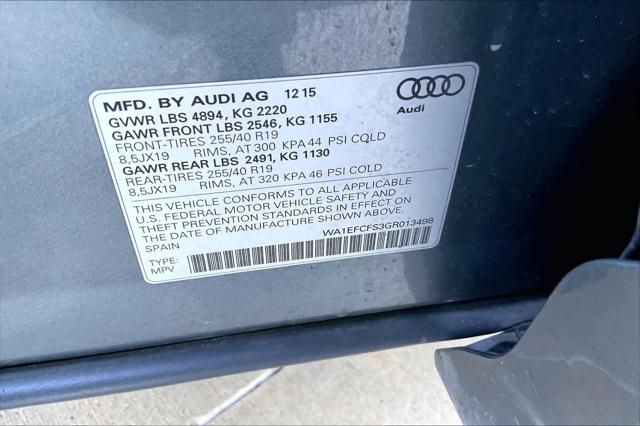 MFD. BY AUDI AG 12 15
GVWR LBS 4894, KG 2220
GAWR FRONT LBS 2546, KG 1155
FRONT-TIRES 255/40 R19
8,5JX19 RIMS, AT 300 KPA 44 PSI COLD
GAWR REAR LBS 2491, KG 1130
REAR-TIRES 255/40 R19
8,5JX19 RIMS, AT 320 KPA 46 PSI COLD
THIS VEHICLE CONFORMS TO ALL APPLICABLE
U.S. FEDERAL MOTOR VEHICLE SAFETY AND
THEFT PREVENTION STANDARDS IN EFFECT ON
THE DATE OF MANUFACTURE SHOWN ABOVE.
SPAIN
WA1EFCFS3GR013498
TYPE:
MPV
Audi